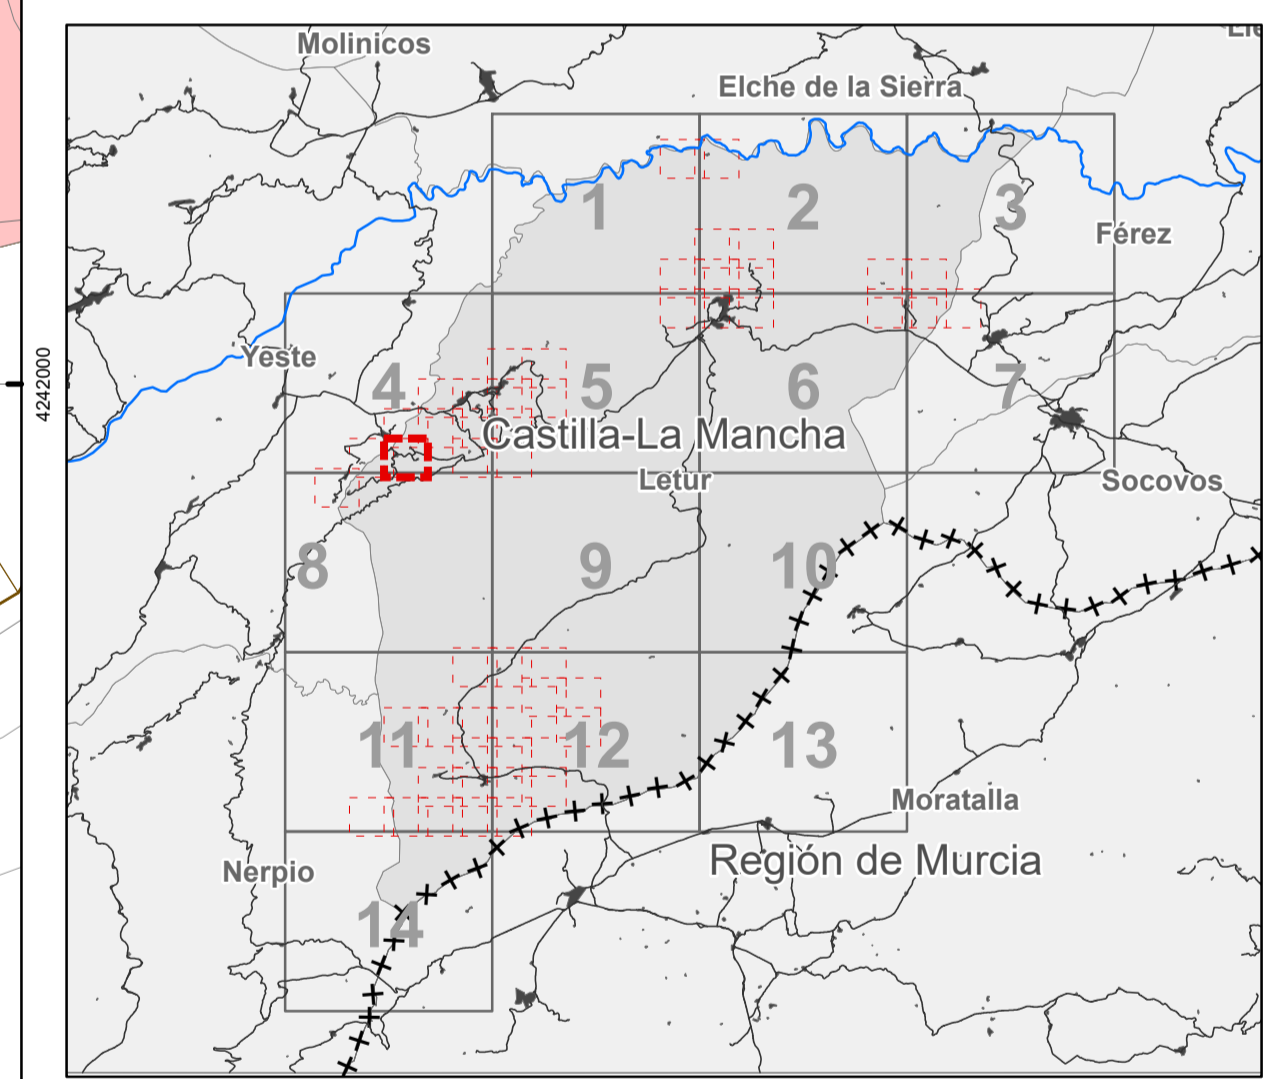 Molinicos
Elche de la Sierra
1
2
3
Férez
4242000
Yeste
4
5
6
7
Castilla-La Mancha
Letur
Socovos
8
9
10
11
12
13
Moratalla
Región de Murcia
Nerpio
14